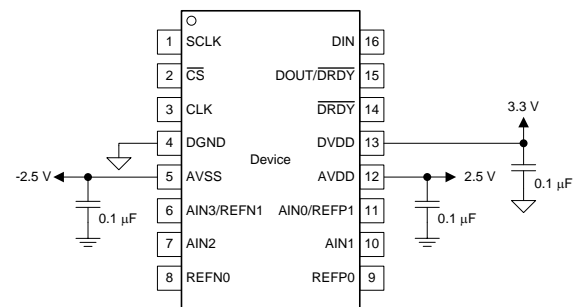 1 SCLK DIN 16
2 CS DOUT/DRDY 15
3 CLK DRDY 14
3.3 V
4 DGND DVDD 13
Device
-2.5 V 5 AVSS AVDD 12 2.5 V
0.1 µF
6 AIN3/REFN1 AIN0/REFP1 11
0.1 µF 0.1 µF
7 AIN2 AIN1 10
8 REFN0 REFP0 9